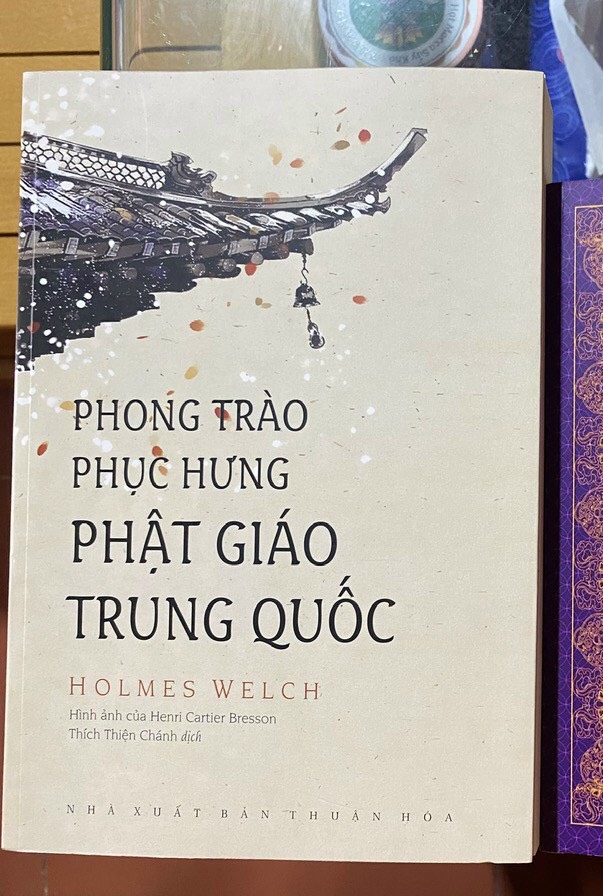 PHONG TRÀO
PHỤC HƯNG
PHẬT GIÁO
TRUNG QUỐC
HOLMES WELCH
Hình ảnh của Henri Cartier Bresson
Thích Thiện Chánh dịch
NHÀ XUẤT BẢN THUẬN HÓA